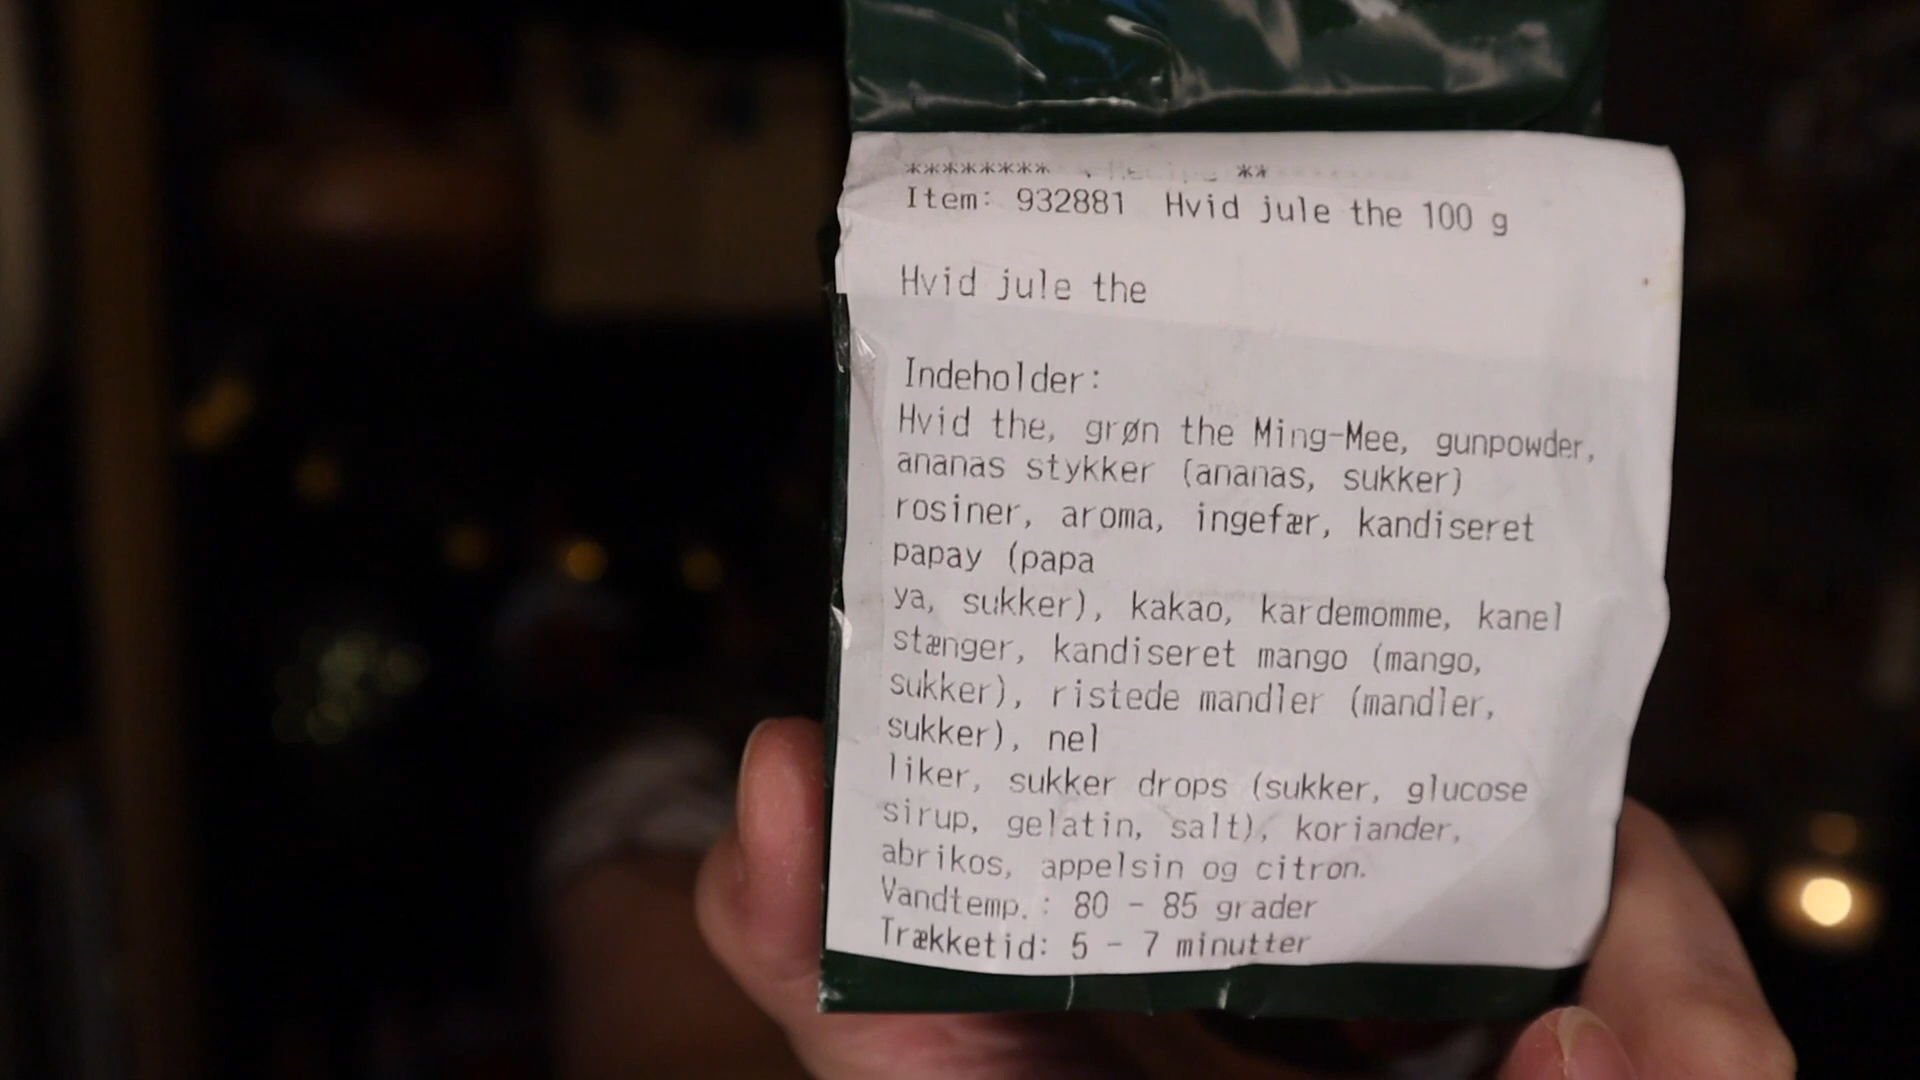 ******** **
Item: 932881 Hvid jule the 100 g
Hvid jule the
Indeholder:
Hvid the, grøn the Ming-Mee, gunpowder,
ananas stykker (ananas, sukker)
rosiner, aroma, ingefær, kandiseret
papay (papa
ya, sukker), kakao, kardemomme, kanel
stænger, kandiseret mango (mango,
sukker), ristede mandler (mandler,
sukker), nel
liker, sukker drops (sukker, glucose
sirup, gelatin, salt), koriander,
abrikos, appelsin og citron.
Vandtemp.: 80 - 85 grader
Trækketid: 5 - 7 minutter